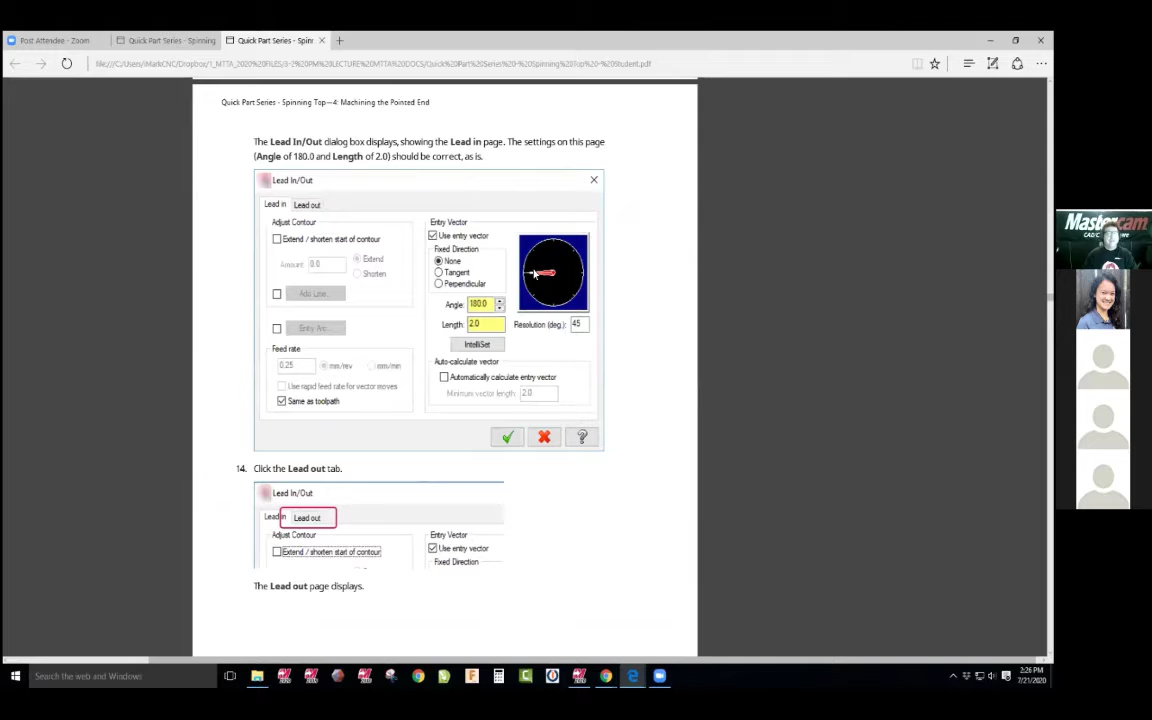 Post Attendee - Zoom
Quick Part Series - Spinning
Quick Part Series - Spinn
Quick Part Series - Spinning Top—4: Machining the Pointed End
The Lead In/Out dialog box displays, showing the Lead in page. The settings on this page
(Angle of 180.0 and Length of 2.0) should be correct, as is.
Lead In/Out
Lead in
Lead out
Adjust Contour
Extend / shorten start of contour
Amount: 0.0
Extend
Shorten
Add Line...
Entry Arc...
Feed rate
0.25 mm/rev mm/min
Use rapid feed rate for vector moves
Same as toolpath
Entry Vector
Use entry vector
Fixed Direction
None
Tangent
Perpendicular
Angle: 180.0
Length: 2.0 Resolution (deg.): 45
IntelliSet
Auto-calculate vector
Automatically calculate entry vector
Minimum vector length: 2.0
14. Click the Lead out tab.
Lead In/Out
Lead in
Lead out
Adjust Contour
Extend / shorten start of contour
Entry Vector
Use entry vector
Fixed Direction
The Lead out page displays.
Mastercam
Search the web and Windows
2:26 PM
7/21/2020